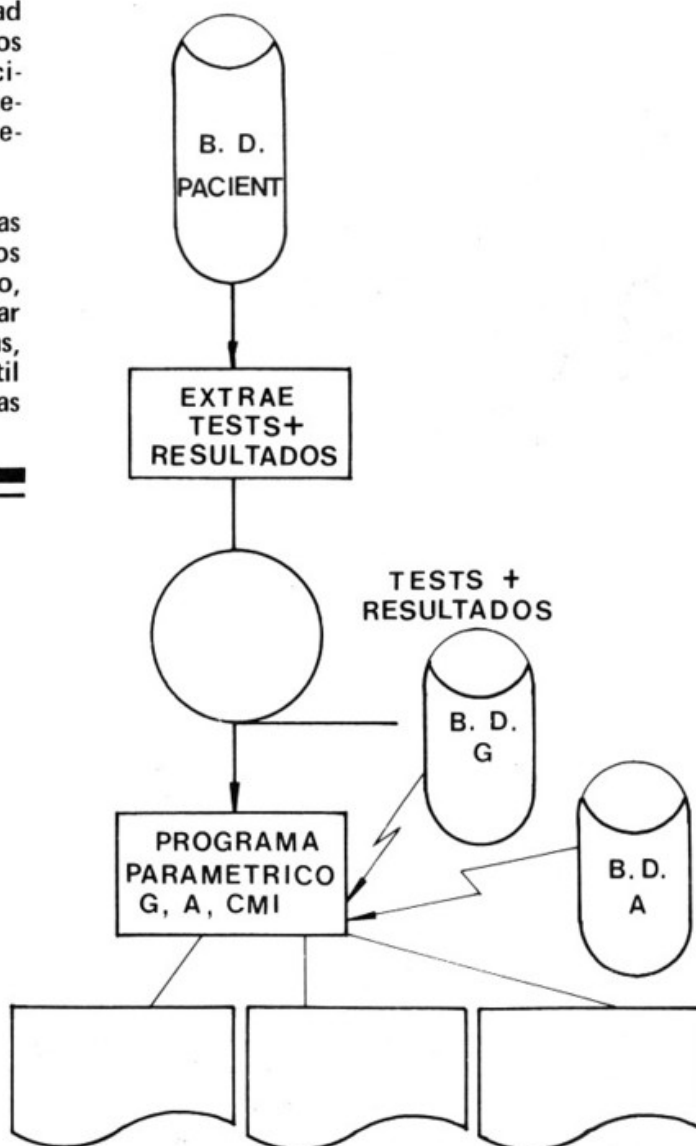 B. D.
PACIENT
EXTRAE
TESTS+
RESULTADOS
TESTS +
RESULTADOS
B. D.
G
B. D.
A
PROGRAMA
PARAMETRICO
G, A, CMI